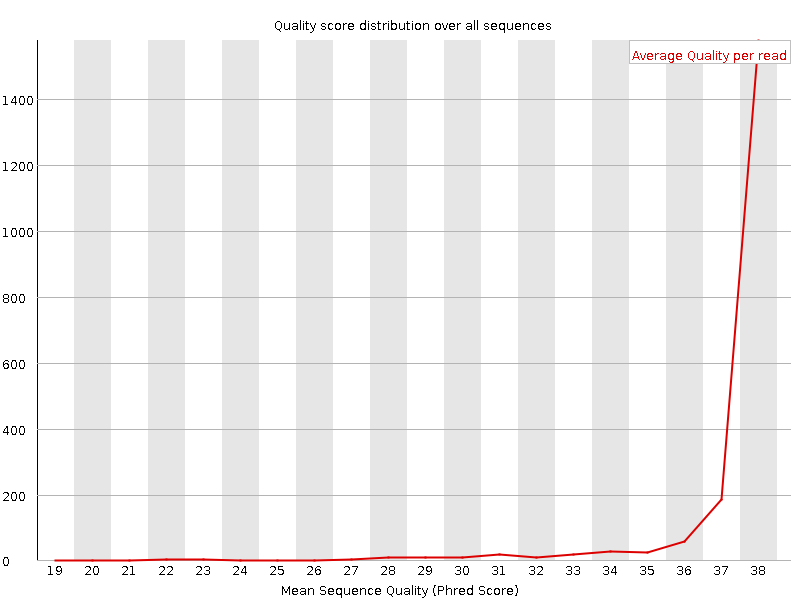 Quality score distribution over all sequences
Average Quality per read
1400
1200
1000
800
600
400
200
0
19 20 21 22 23 24 25 26 27 28 29 30 31 32 33 34 35 36 37 38
Mean Sequence Quality (Phred Score)